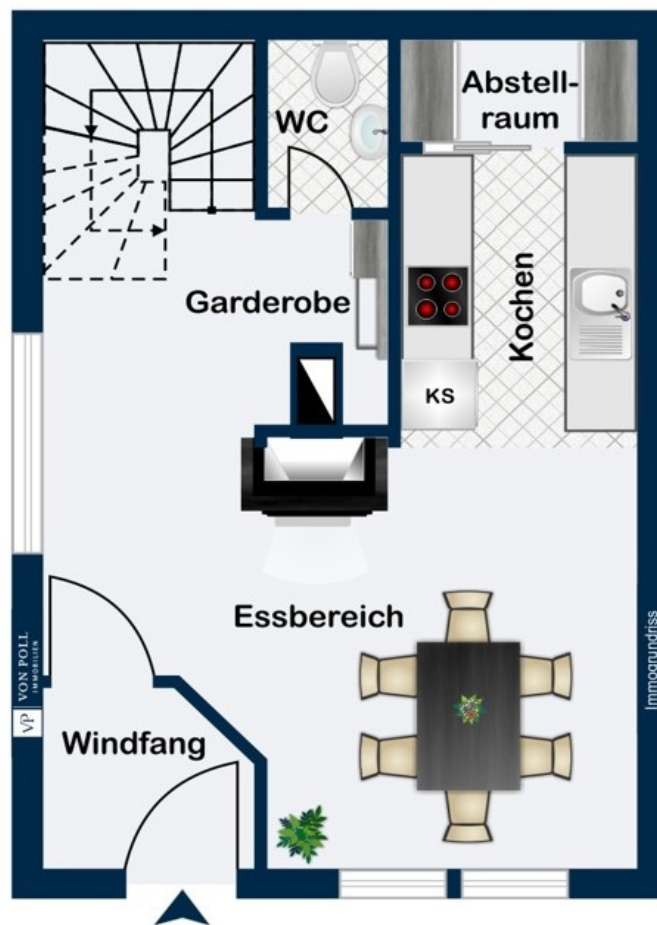 WC
Abstell-
raum
Garderobe
Kochen
KS
Essbereich
Windfang
VP VON POLL
IMMOBILIEN
Immogrundriss